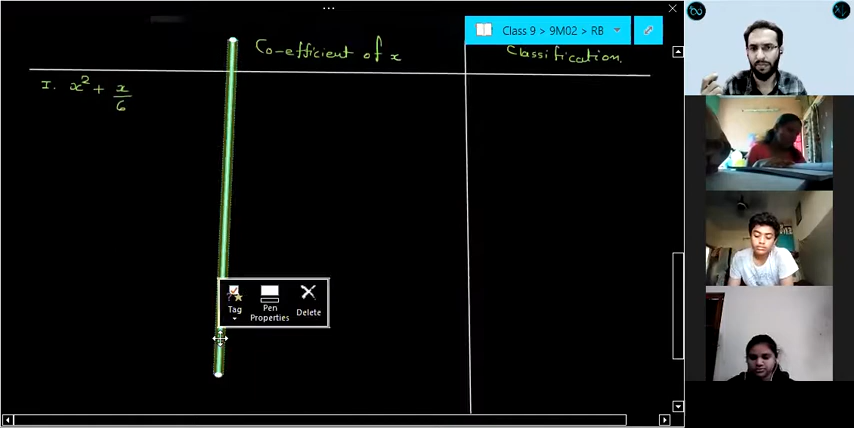 Class 9 > 9M02 > RB
Co-efficient of x
Classification.
I. x² + x/6
Tag
Pen Properties
Delete